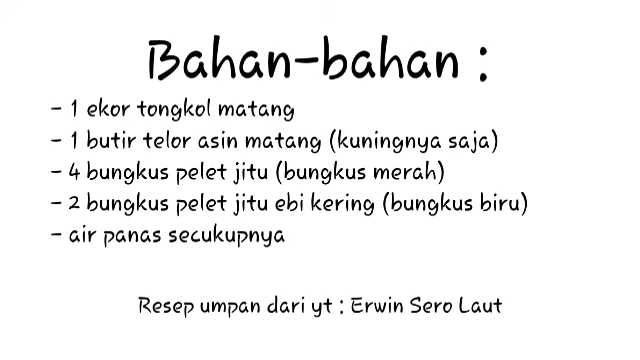 Bahan-bahan :
- 1 ekor tongkol matang
- 1 butir telor asin matang (kuningnya saja)
- 4 bungkus pelet jitu (bungkus merah)
- 2 bungkus pelet jitu ebi kering (bungkus biru)
- air panas secukupnya
Resep umpan dari yt : Erwin Sero Laut